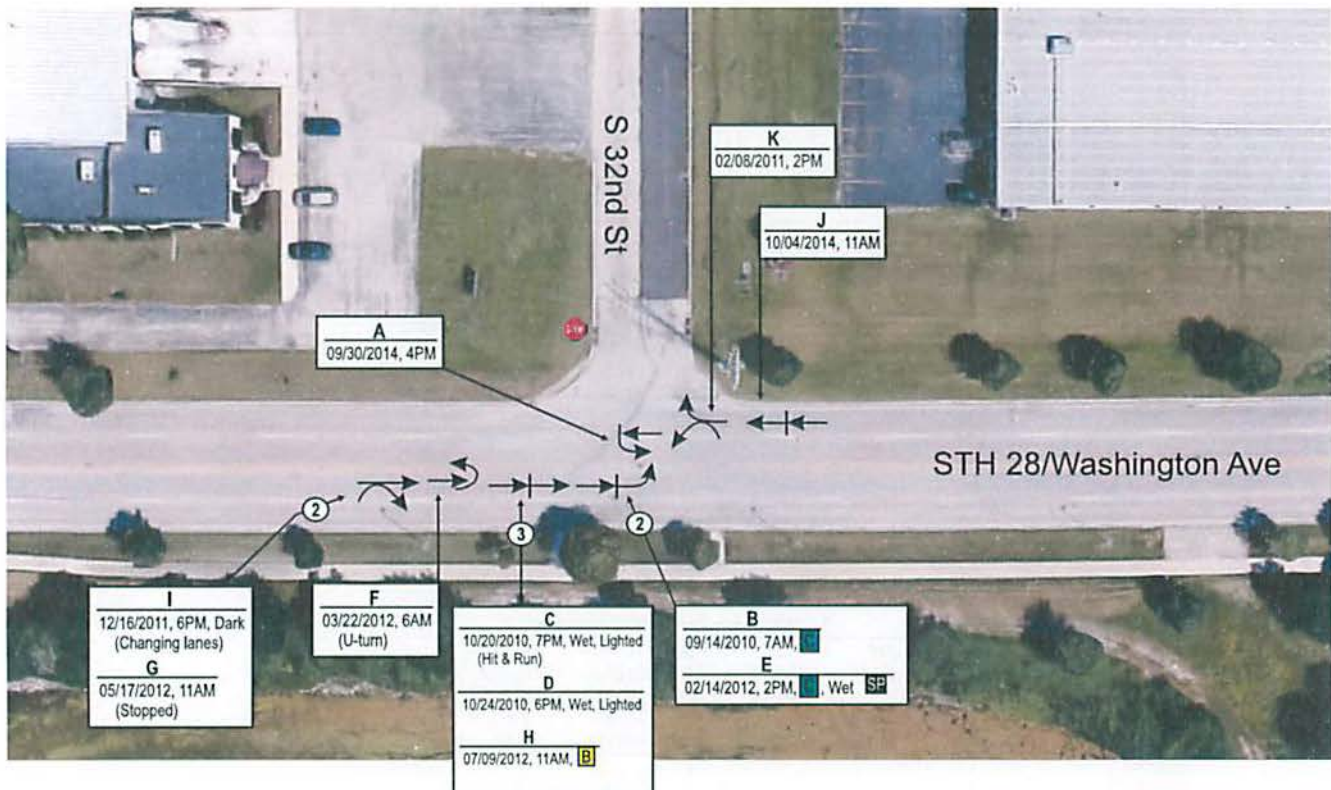 S 32nd St
K
02/08/2011, 2PM
J
10/04/2014, 11AM
A
09/30/2014, 4PM
STH 28/Washington Ave
2
3
2
I
12/16/2011, 6PM, Dark
(Changing lanes)
G
05/17/2012, 11AM
(Stopped)
F
03/22/2012, 6AM
(U-turn)
C
10/20/2010, 7PM, Wet, Lighted
(Hit & Run)
D
10/24/2010, 6PM, Wet, Lighted
H
07/09/2012, 11AM, B
B
09/14/2010, 7AM, C
E
02/14/2012, 2PM, C, Wet SP